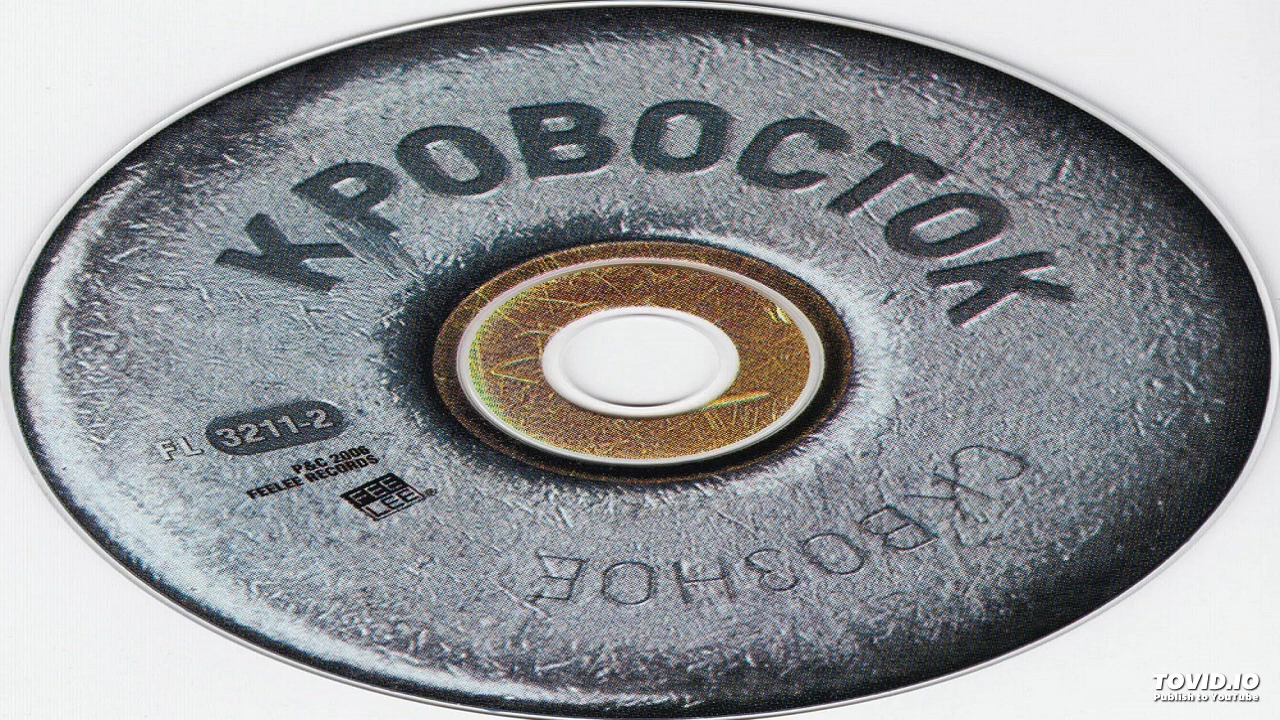 КРОВОСТОК
FL 3211-2
P&C 2006
FEELEE RECORDS
FEE
LEE®
СКВОЗНОЕ
TOVID.IO
Publish to YouTube